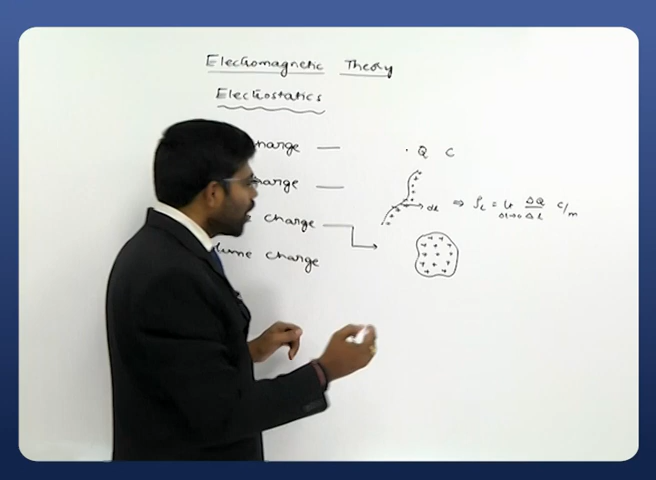 Electromagnetic Theory
Electrostatics
harge — . Q C
harge —
dl ⇒ ρL = Lt Δl→0 ΔQ/Δl C/m
charge
lume charge